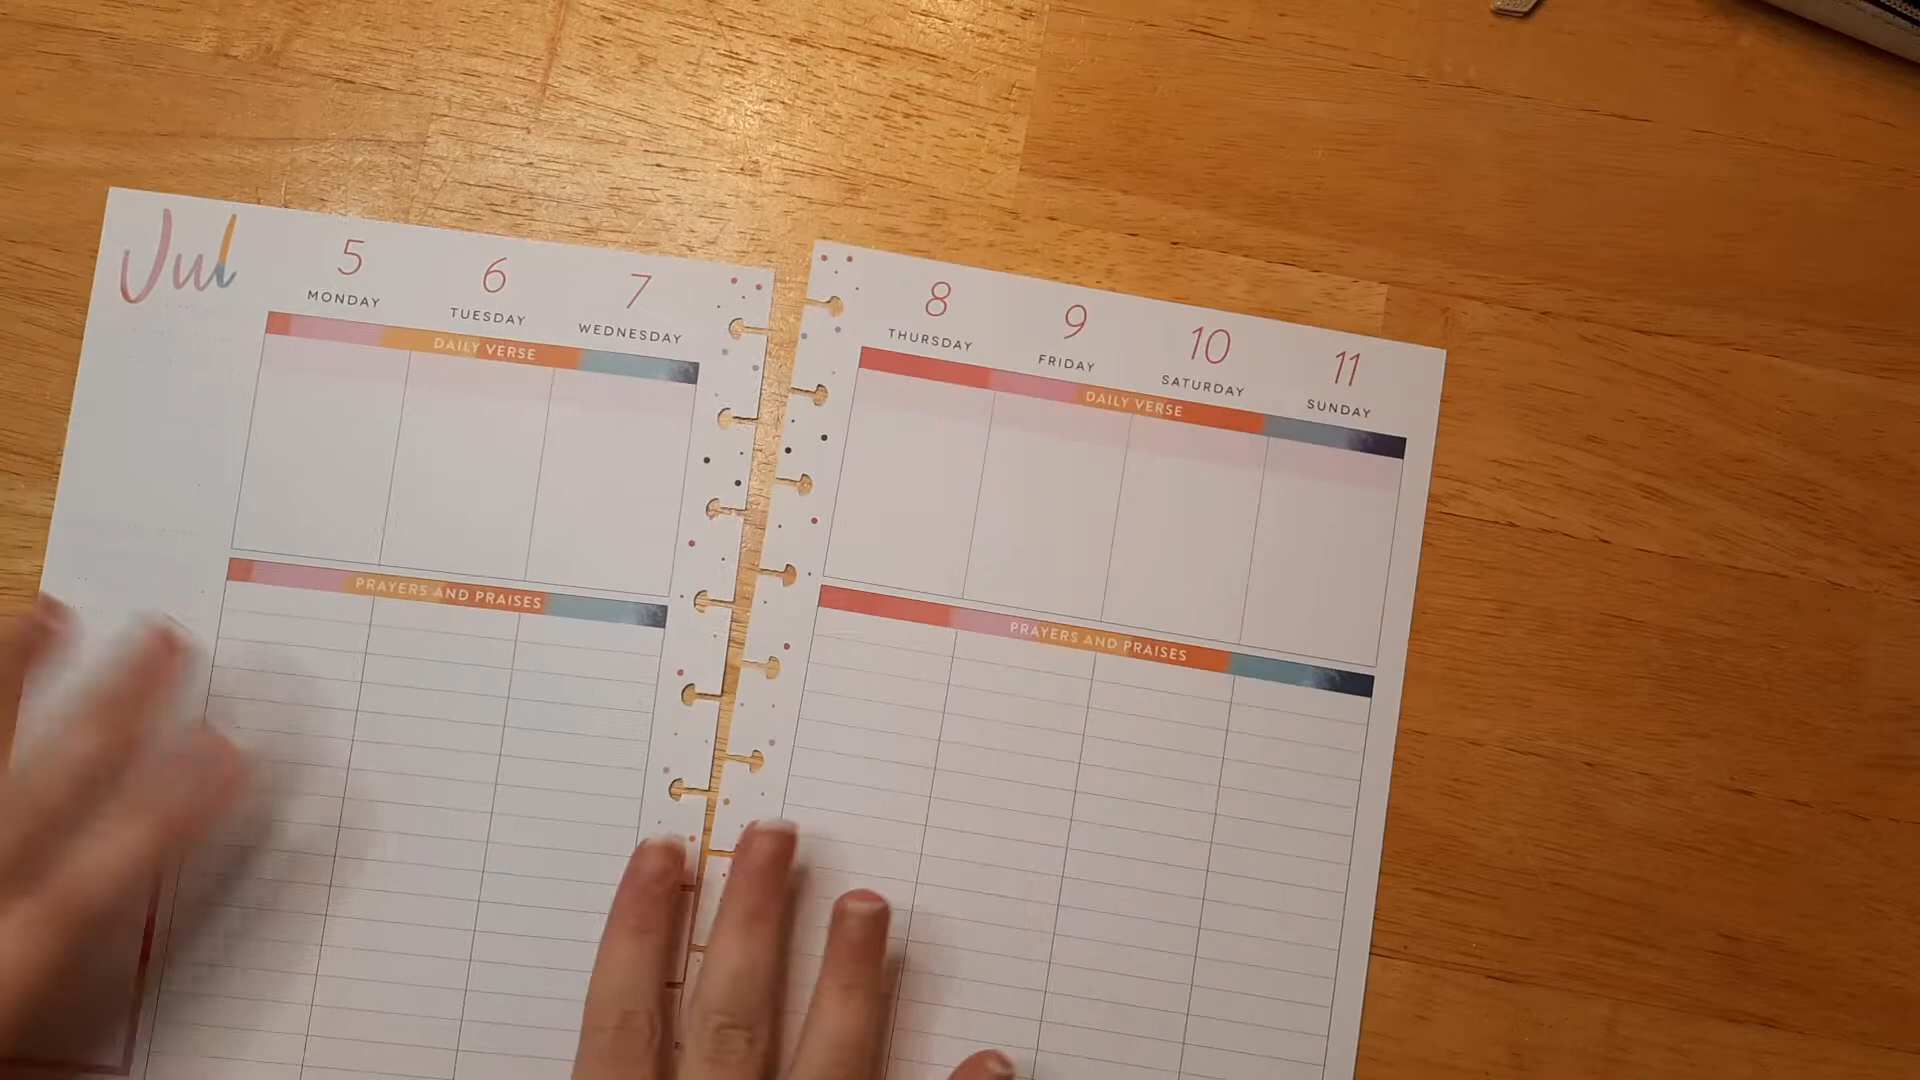 Jul
5 6 7
MONDAY TUESDAY WEDNESDAY
DAILY VERSE
PRAYERS AND PRAISES
8 9 10 11
THURSDAY FRIDAY SATURDAY SUNDAY
DAILY VERSE
PRAYERS AND PRAISES